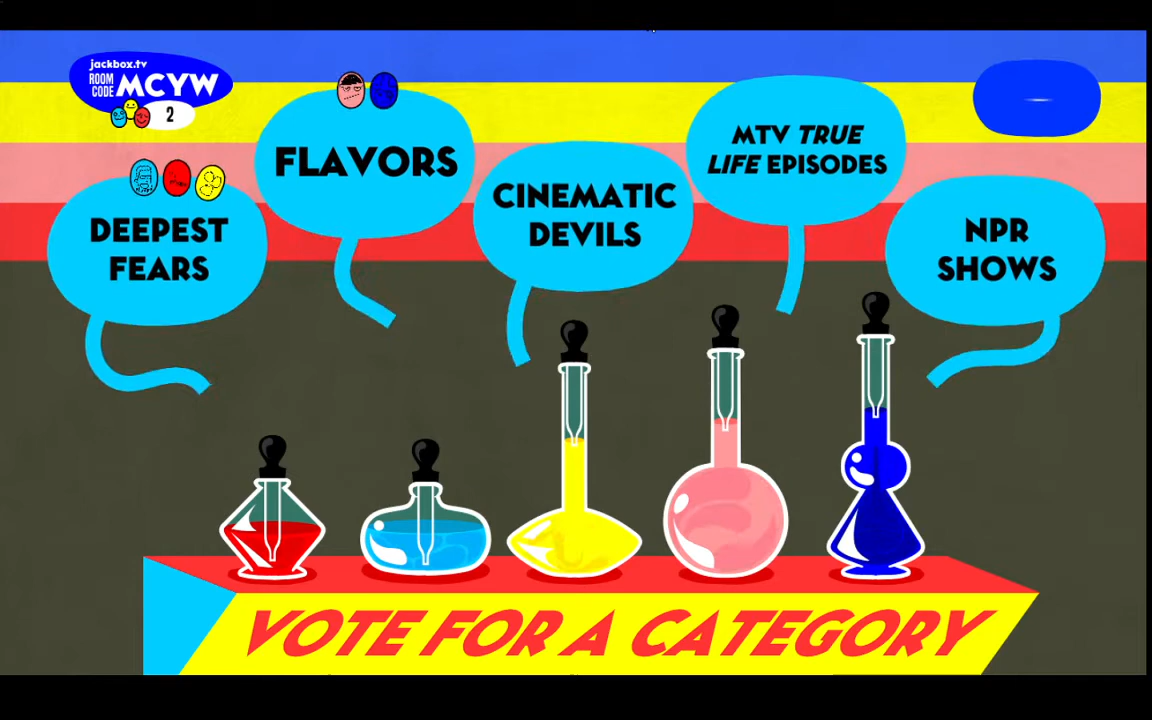 jackbox.tv
ROOM CODE MCYW
2
FLAVORS
MTV TRUE
LIFE EPISODES
CINEMATIC
DEVILS
DEEPEST
FEARS
NPR
SHOWS
VOTE FOR A CATEGORY